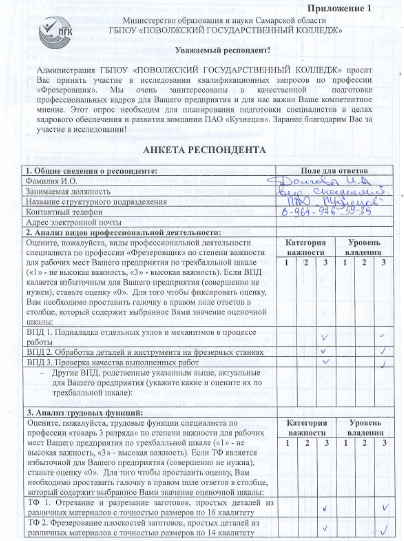 Приложение 1
ПГК
Министерство образования и науки Самарской области
ГБПОУ «ПОВОЛЖСКИЙ ГОСУДАРСТВЕННЫЙ КОЛЛЕДЖ»
Уважаемый респондент!
Администрация ГБПОУ «ПОВОЛЖСКИЙ ГОСУДАРСТВЕННЫЙ КОЛЛЕДЖ» просит
Вас принять участие в исследовании квалификационных запросов по профессии
«Фрезеровщик». Мы очень заинтересованы в качественной подготовке
профессиональных кадров для Вашего предприятия и для нас важно Ваше компетентное
мнение. Этот опрос необходим для планирования подготовки специалистов в целях
кадрового обеспечения и развития компании ПАО «Кузнецов». Заранее благодарим Вас за
участие в исследовании!
АНКЕТА РЕСПОНДЕНТА
1. Общие сведения о респонденте: Поле для ответов
Фамилия И.О.
Занимаемая должность
Название структурного подразделения ПАО Кузнецов
Контактный телефон
Адрес электронной почты
2. Анализ видов профессиональной деятельности:
Оцените, пожалуйста, виды профессиональной деятельности Категория Уровень
специалиста по профессии «Фрезеровщик» по степени важности важности владения
для рабочих мест Вашего предприятия по трехбалльной шкале 1 2 3 1 2 3
(«1» - не высокая важность, «3» - высокая важность). Если ВПД
является избыточным для Вашего предприятия (совершенно не
нужен), ставьте оценку «0». Для того чтобы фиксировать оценку,
Вам необходимо проставить галочку в правом поле ответов в
столбце, который содержит выбранное Вами значение оценочной
шкалы:
ВПД 1. Подналадка отдельных узлов и механизмов в процессе
работы
ВПД 2. Обработка деталей и инструмента на фрезерных станках
ВПД 3. Проверка качества выполненных работ
– Другие ВПД, родственные указанным выше, актуальные
для Вашего предприятия (укажите какие и оцените их по
трехбалльной шкале):
3. Анализ трудовых функций:
Оцените, пожалуйста, трудовые функции специалиста по Категория Уровень
профессии «токарь 3 разряда» по степени важности для рабочих важности владения
мест Вашего предприятия по трехбалльной шкале («1» - не 1 2 3 1 2 3
высокая важность, «3» - высокая важность). Если ТФ является
избыточной для Вашего предприятия (совершенно не нужна),
ставьте оценку «0». Для того чтобы проставить оценку, Вам
необходимо проставить галочку в правом поле ответов в столбце,
который содержит выбранное Вами значение оценочной шкалы:
ТФ 1. Отрезание и разрезание заготовок, простых деталей из
различных материалов с точностью размеров по 16 квалитету
ТФ 2. Фрезерование плоскостей заготовок, простых деталей из
различных материалов с точностью размеров по 14 квалитету